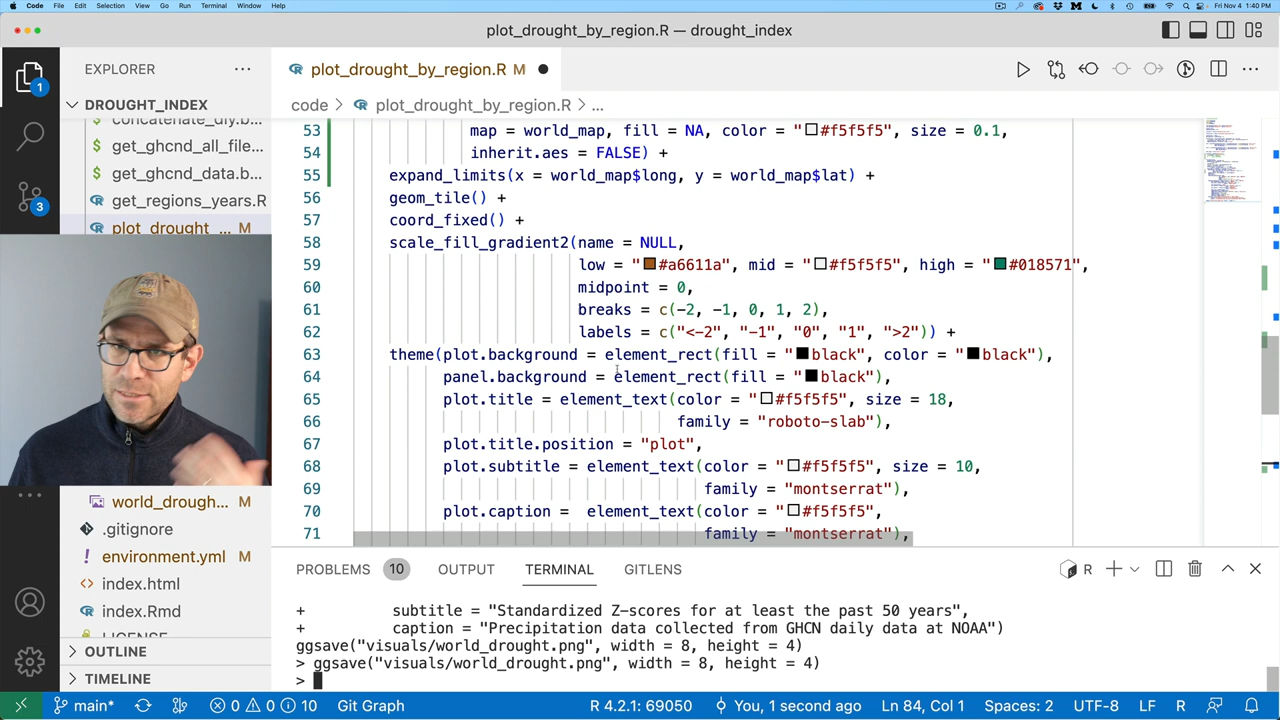 Code File Edit Selection View Go Run Terminal Window Help Fri Nov 4 1:40 PM
plot_drought_by_region.R — drought_index
EXPLORER
plot_drought_by_region.R M
DROUGHT_INDEX
code > plot_drought_by_region.R > ...
concatenate_dly.b...
get_ghcnd_all_file...
get_ghcnd_data.b...
get_regions_years.R
plot_drought_... M
1
3
53 map = world_map, fill = NA, color = "#f5f5f5", size = 0.1,
54 inherit.aes = FALSE) +
55 expand_limits(x = world_map$long, y = world_map$lat) +
56 geom_tile() +
57 coord_fixed() +
58 scale_fill_gradient2(name = NULL,
59 low = "#a6611a", mid = "#f5f5f5", high = "#018571",
60 midpoint = 0,
61 breaks = c(-2, -1, 0, 1, 2),
62 labels = c("<-2", "-1", "0", "1", ">2")) +
63 theme(plot.background = element_rect(fill = "black", color = "black"),
64 panel.background = element_rect(fill = "black"),
65 plot.title = element_text(color = "#f5f5f5", size = 18,
66 family = "roboto-slab"),
67 plot.title.position = "plot",
68 plot.subtitle = element_text(color = "#f5f5f5", size = 10,
69 family = "montserrat"),
70 plot.caption =  element_text(color = "#f5f5f5",
71 family = "montserrat"),
world_drough... M
.gitignore
environment.yml M
index.html
index.Rmd
LICENSE
OUTLINE
TIMELINE
PROBLEMS 10 OUTPUT TERMINAL GITLENS R
+ subtitle = "Standardized Z-scores for at least the past 50 years",
+ caption = "Precipitation data collected from GHCN daily data at NOAA")
ggsave("visuals/world_drought.png", width = 8, height = 4)
> ggsave("visuals/world_drought.png", width = 8, height = 4)
>
main* 0 0 10 Git Graph R 4.2.1: 69050 You, 1 second ago Ln 84, Col 1 Spaces: 2 UTF-8 LF R